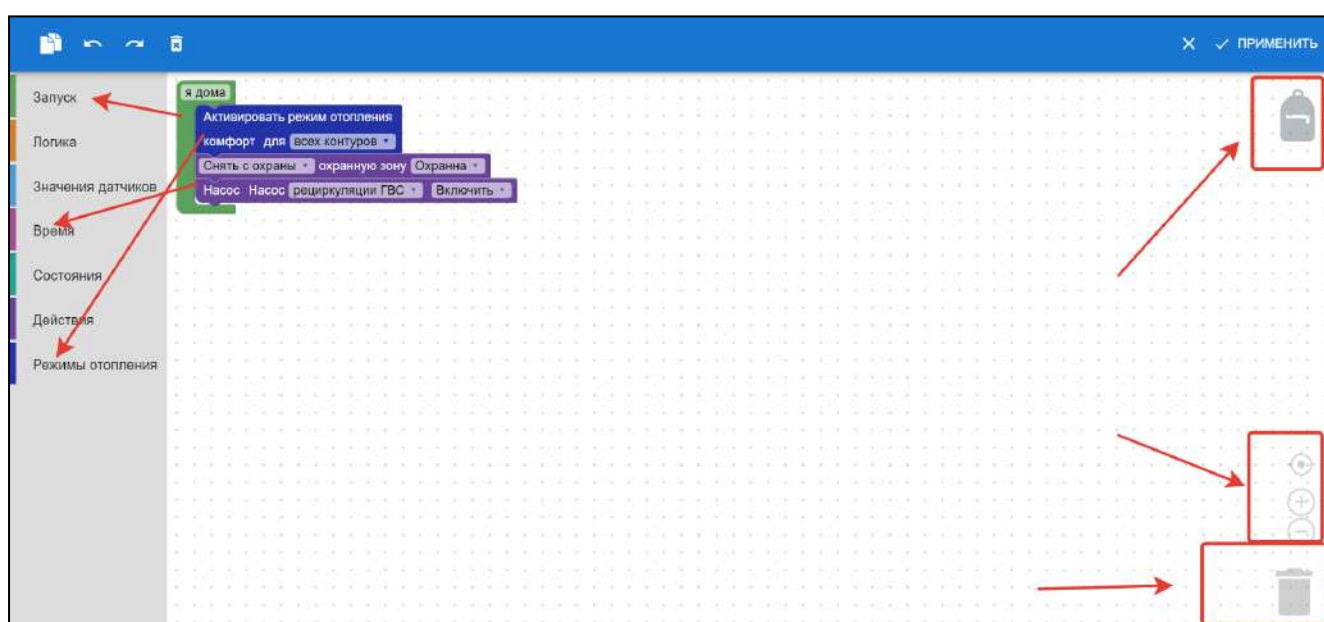 ПРИМЕНИТЬ
Запуск
Логика
Значения датчиков
Время
Состояния
Действия
Режимы отопления
я дома
Активировать режим отопления
комфорт для всех контуров
Снять с охраны охранную зону Охранна
Насос Насос рециркуляции ГВС Включить